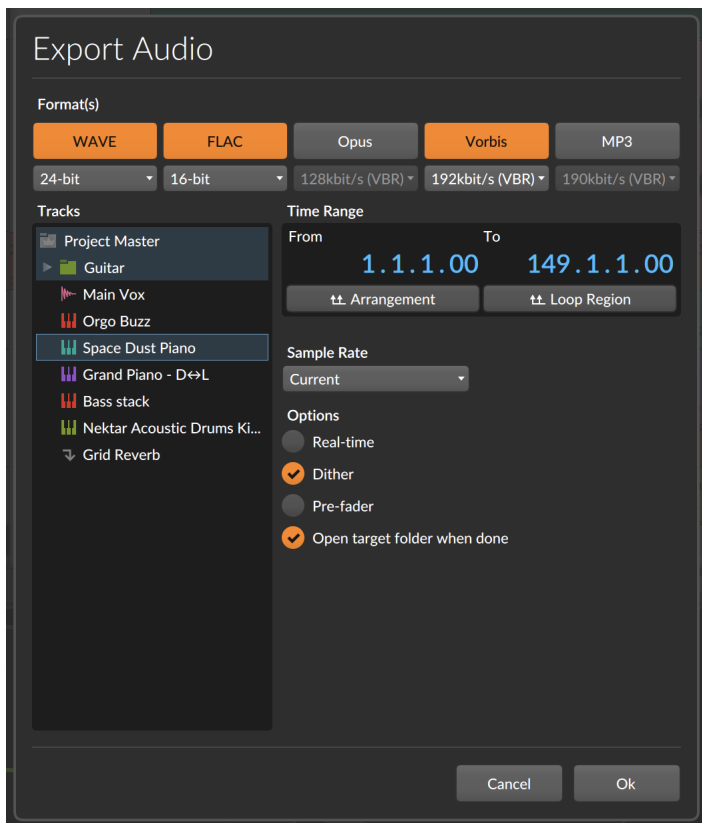 Export Audio
Format(s)
WAVE FLAC Opus Vorbis MP3
24-bit 16-bit 128kbit/s (VBR) 192kbit/s (VBR) 190kbit/s (VBR)
Tracks
Project Master
Guitar
Main Vox
Orgo Buzz
Space Dust Piano
Grand Piano - D↔L
Bass stack
Nektar Acoustic Drums Ki...
Grid Reverb
Time Range
From To
1.1.1.00 149.1.1.00
Arrangement Loop Region
Sample Rate
Current
Options
Real-time
Dither
Pre-fader
Open target folder when done
Cancel Ok